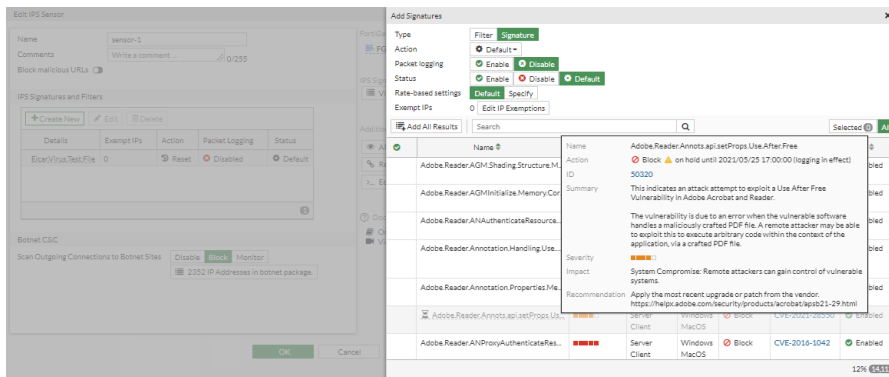 Edit IPS Sensor
Name
sensor-1
Comments
Write a comment...
0/255
Block malicious URLs
IPS Signatures and Filters
Create New
Edit
Delete
Details Exempt IPs Action Packet Logging Status
Eicar.Virus.Test.File 0 Reset Disabled Default
Botnet C&C
Scan Outgoing Connections to Botnet Sites
Disable Block Monitor
2352 IP Addresses in botnet package.
OK
Cancel
Add Signatures
Type Filter Signature
Action Default
Packet logging Enable Disable
Status Enable Disable Default
Rate-based settings Default Specify
Exempt IPs 0 Edit IP Exemptions
Add All Results
Search
Selected 0
Name
Adobe.Reader.AGM.Shading.Structure.M...
Adobe.Reader.AGMInitialize.Memory.Cor...
Adobe.Reader.ANAuthenticateResource...
Adobe.Reader.Annotation.Handling.Use...
Adobe.Reader.Annotation.Properties.Me...
Adobe.Reader.Annots.api.setProps.Us...
Server
Client
Windows
MacOS
Block
CVE-2021-28550
Enabled
Adobe.Reader.ANProxyAuthenticateRes...
Server
Client
Windows
MacOS
Block
CVE-2016-1042
Enabled
Name Adobe.Reader.Annots.api.setProps.Use.After.Free
Action Block on hold until 2021/05/25 17:00:00 (logging in effect)
ID 50320
Summary This indicates an attack attempt to exploit a Use After Free
Vulnerability in Adobe Acrobat and Reader.
The vulnerability is due to an error when the vulnerable software
handles a maliciously crafted PDF file. A remote attacker may be able
to exploit this to execute arbitrary code within the context of the
application, via a crafted PDF file.
Severity
Impact System Compromise: Remote attackers can gain control of vulnerable
systems.
Recommendation Apply the most recent upgrade or patch from the vendor.
https://helpx.adobe.com/security/products/acrobat/apsb21-29.html
12%